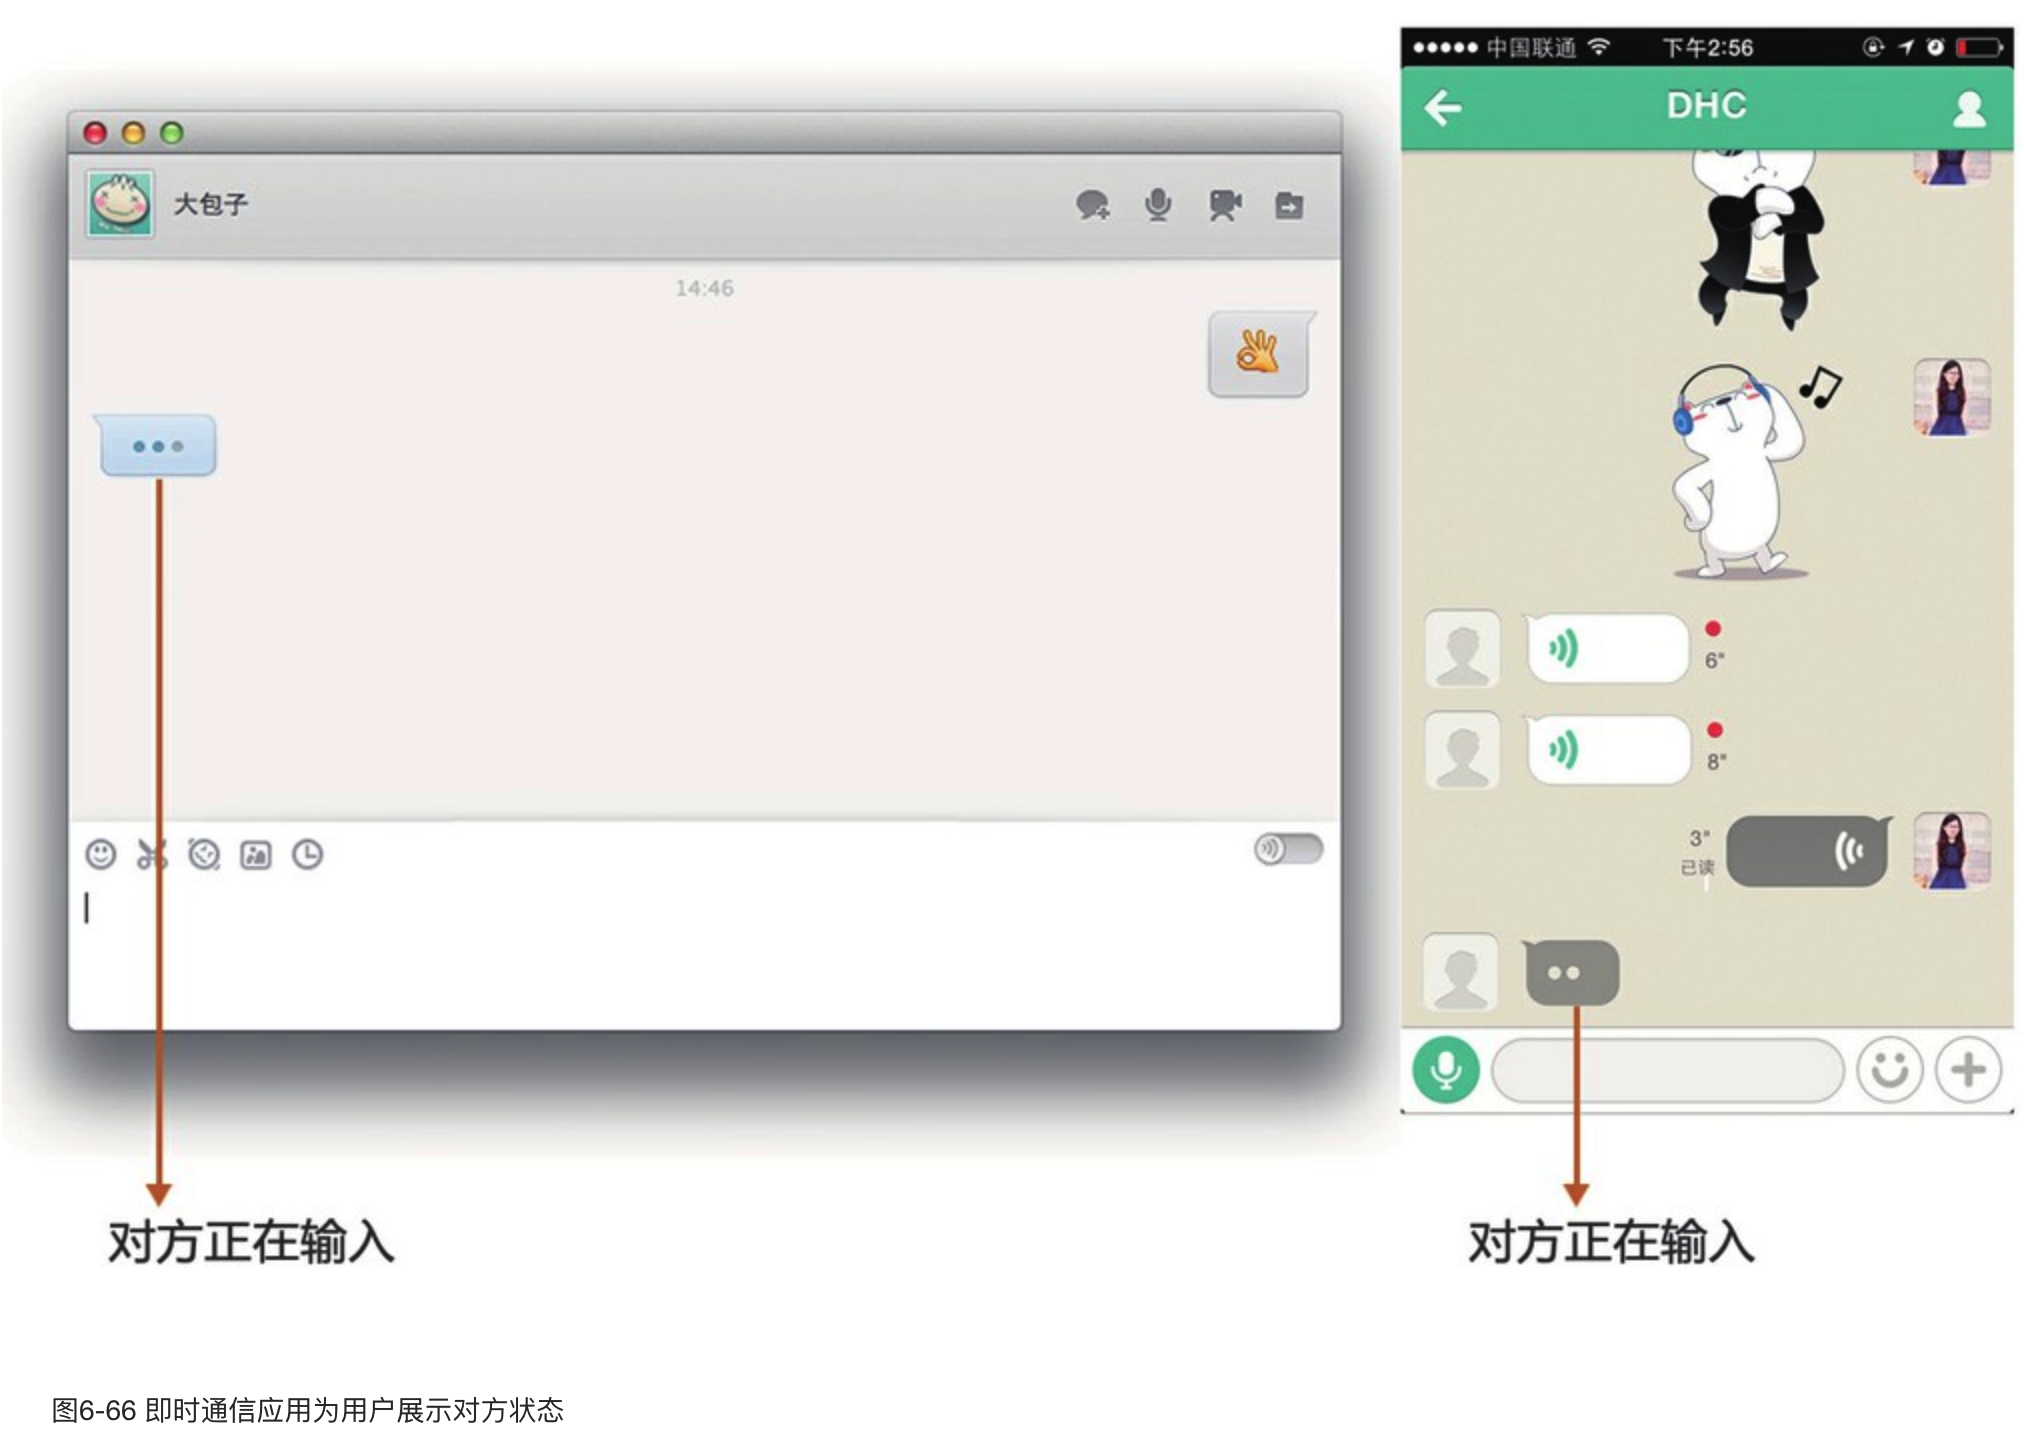 大包子
14:46
对方正在输入
中国联通 下午2:56
DHC
6"
8"
3"
已读
对方正在输入
图6-66 即时通信应用为用户展示对方状态